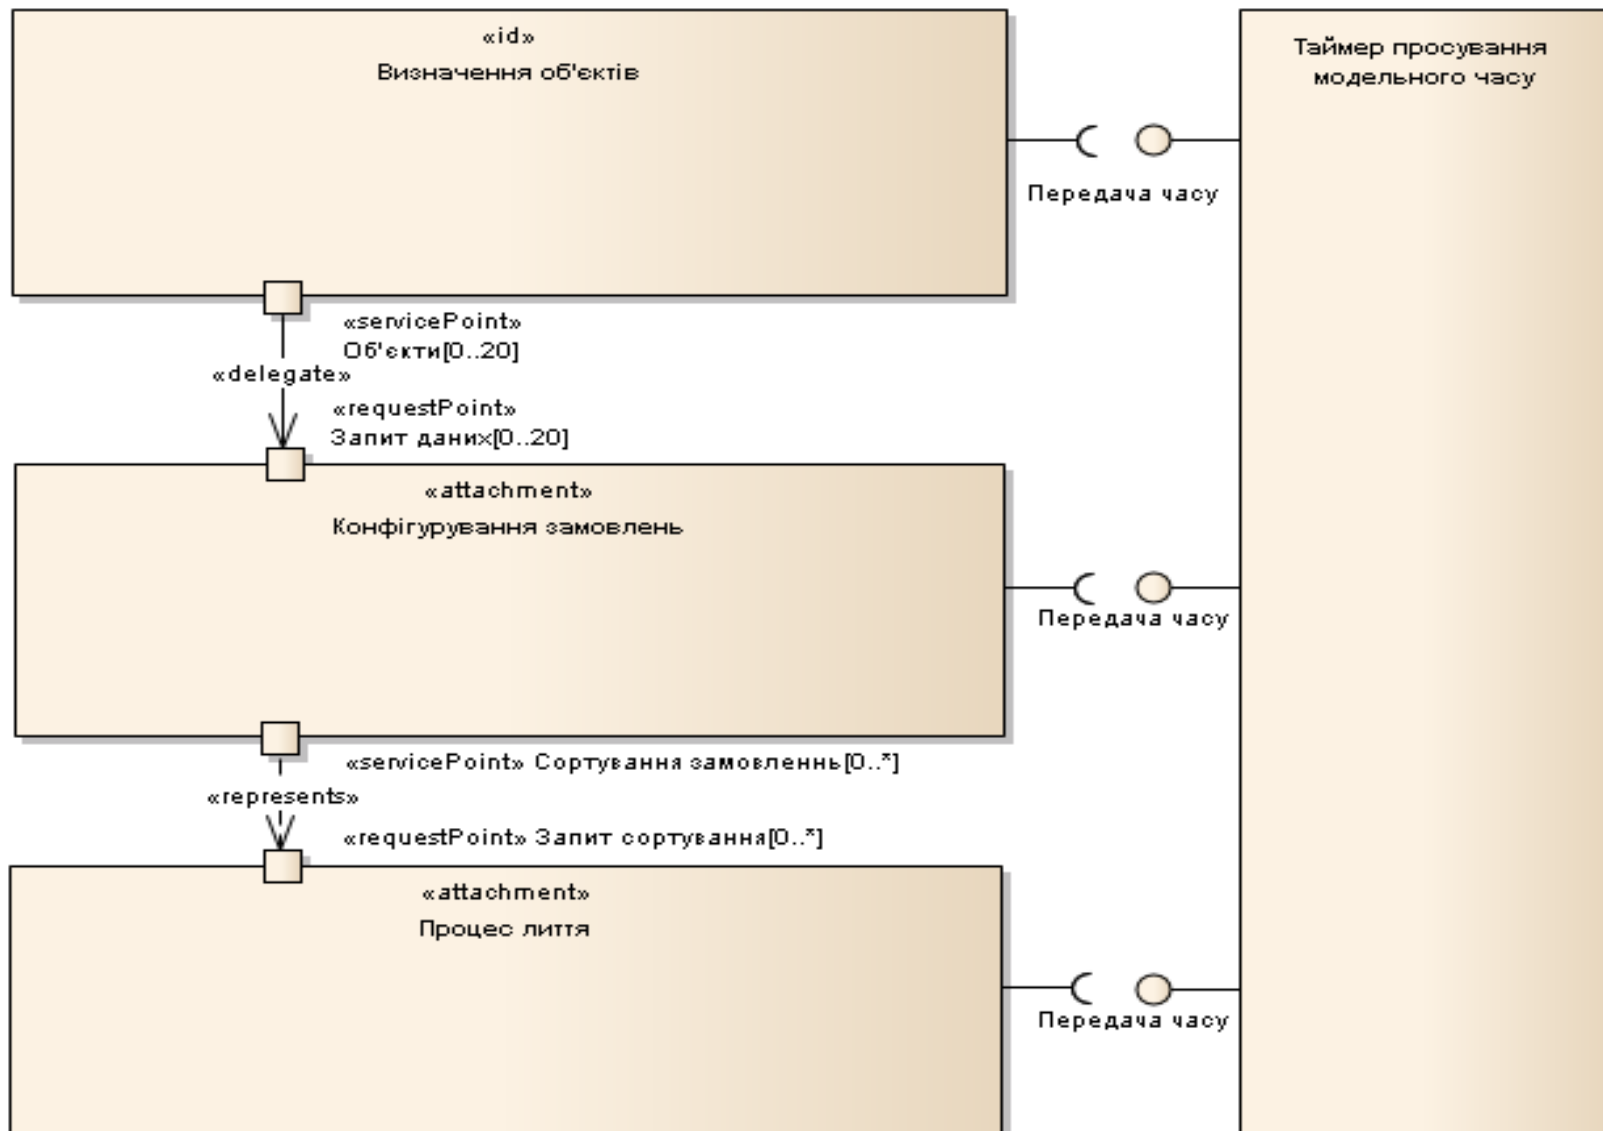 «id»
Визначення об'єктів
Таймер просування
модельного часу
Передача часу
«servicePoint»
Об'єкти[0..20]
«delegate»
«requestPoint»
Запит даних[0..20]
«attachment»
Конфігурування замовлень
Передача часу
«servicePoint» Сортування замовленнь[0..*]
«represents»
«requestPoint» Запит сортування[0..*]
«attachment»
Процес лиття
Передача часу